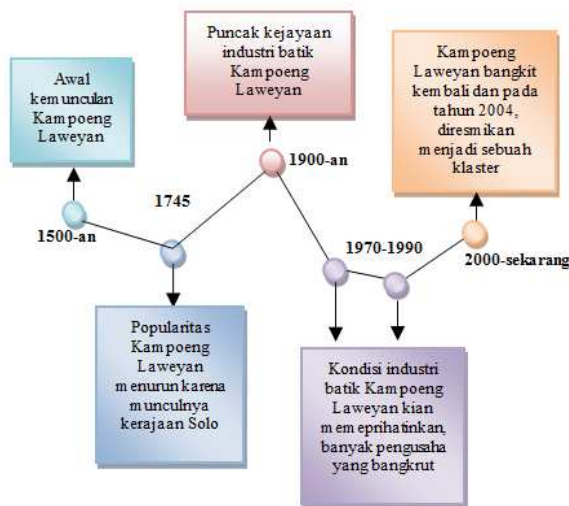 Awal
kemunculan
Kampoeng
Laweyan
1500-an
1745
Popularitas
Kampoeng
Laweyan
menurun karena
munculnya
kerajaan Solo
Puncak kejayaan
industri batik
Kampoeng
Laweyan
1900-an
1970-1990
Kondisi industri
batik Kampoeng
Laweyan kian
memeprihatinkan,
banyak pengusaha
yang bangkrut
Kampoeng
Laweyan bangkit
kembali dan pada
tahun 2004,
diresmikan
menjadi sebuah
klaster
2000-sekarang